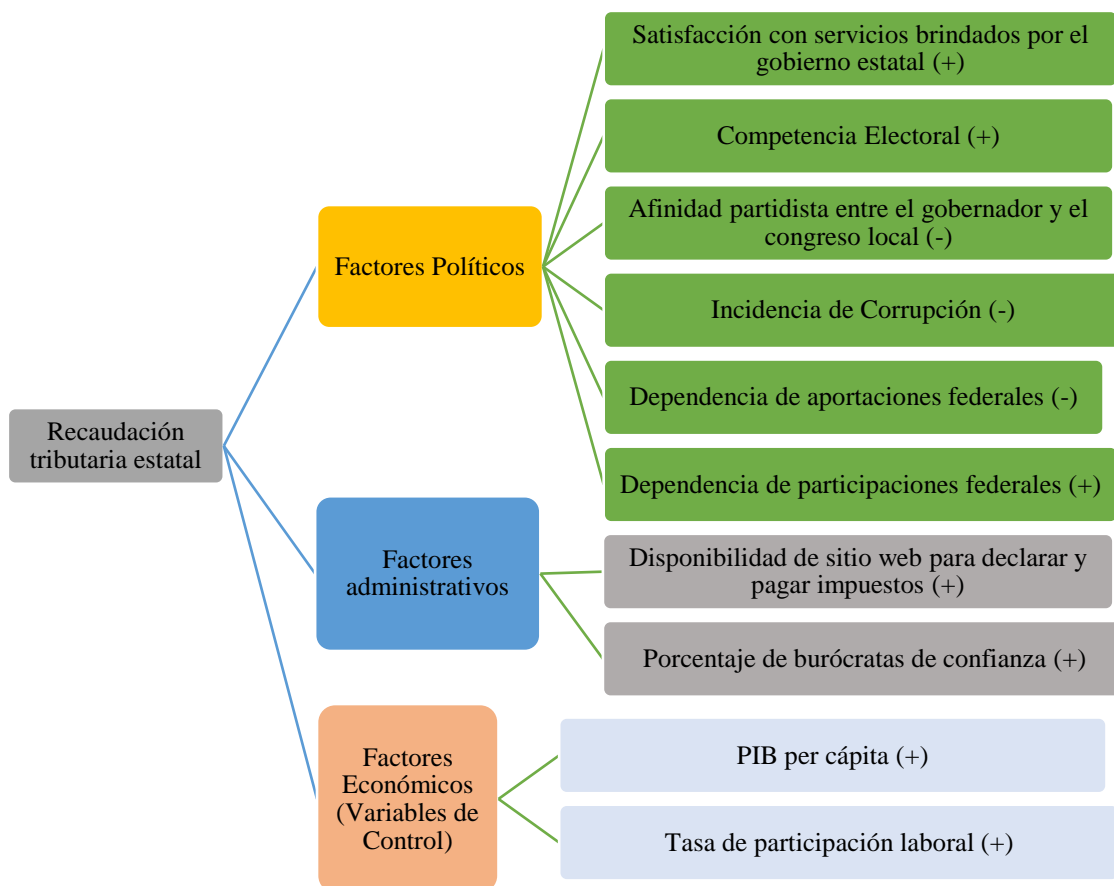 Recaudación
tributaria estatal
Factores Políticos
Satisfacción con servicios brindados por el
gobierno estatal (+)
Competencia Electoral (+)
Afinidad partidista entre el gobernador y el
congreso local (-)
Incidencia de Corrupción (-)
Dependencia de aportaciones federales (-)
Dependencia de participaciones federales (+)
Factores
administrativos
Disponibilidad de sitio web para declarar y
pagar impuestos (+)
Porcentaje de burócratas de confianza (+)
Factores
Económicos
(Variables de
Control)
PIB per cápita (+)
Tasa de participación laboral (+)